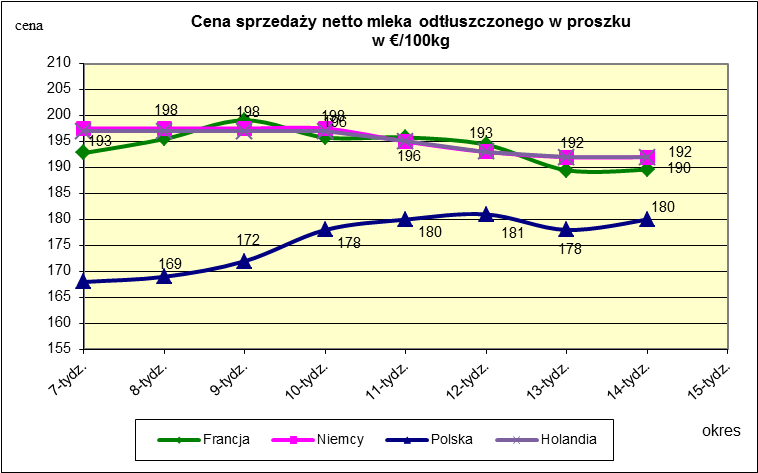 cena
Cena sprzedaży netto mleka odtłuszczonego w proszku
w €/100kg
210
205
200
195
190
185
180
175
170
165
160
155
193
198
198
198
196
196
193
192
192
190
169
172
178
180
181
178
180
7-tydz.
8-tydz.
9-tydz.
10-tydz.
11-tydz.
12-tydz.
13-tydz.
14-tydz.
15-tydz.
okres
Francja
Niemcy
Polska
Holandia